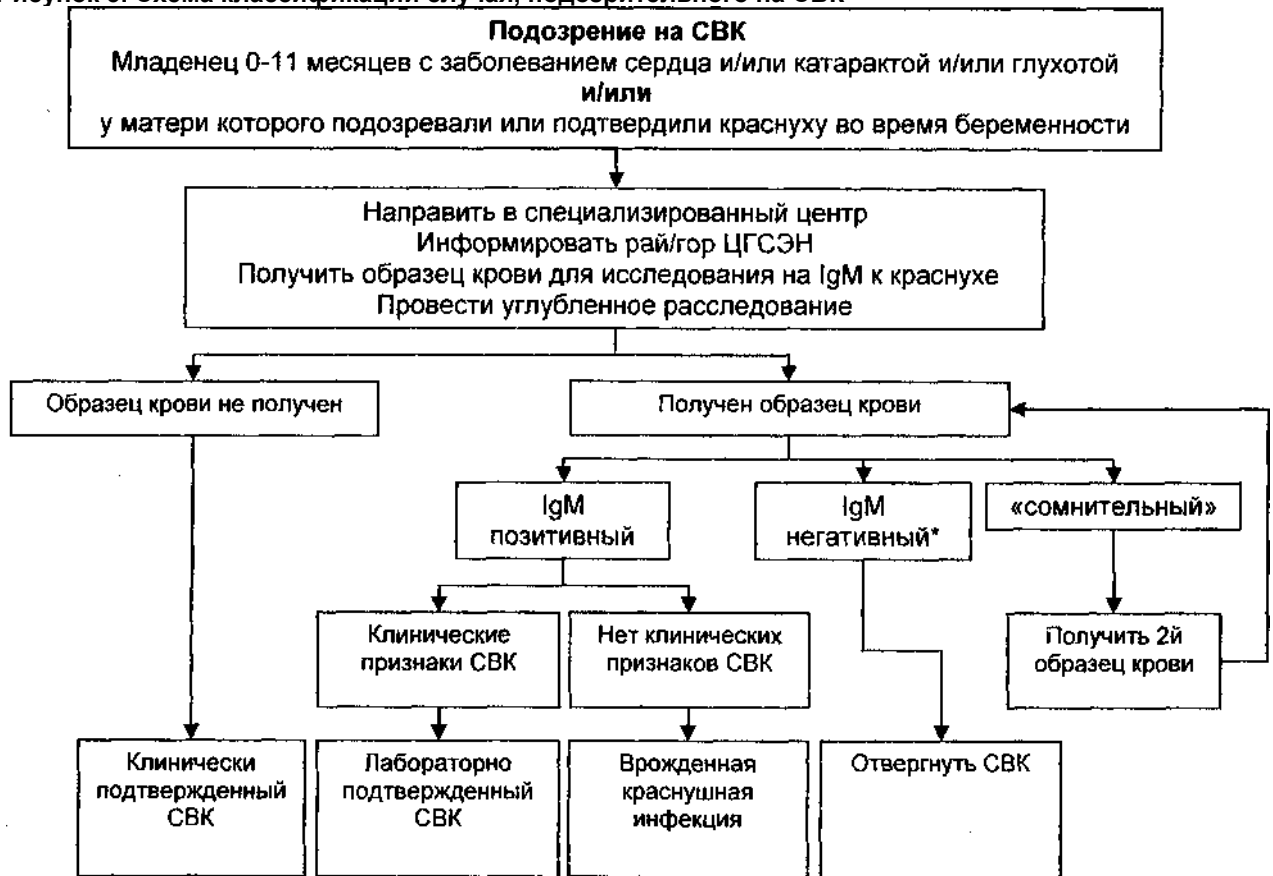 Подозрение на СВК
Младенец 0-11 месяцев с заболеванием сердца и/или катарактой и/или глухотой
и/или
у матери которого подозревали или подтвердили краснуху во время беременности
Направить в специализированный центр
Информировать рай/гор ЦГСЭН
Получить образец крови для исследования на IgM к краснухе
Провести углубленное расследование
Образец крови не получен
Получен образец крови
IgM
позитивный
IgM
негативный*
«сомнительный»
Клинические
признаки СВК
Нет клинических
признаков СВК
Получить 2й
образец крови
Клинически
подтвержденный
СВК
Лабораторно
подтвержденный
СВК
Врожденная
краснушная
инфекция
Отвергнуть СВК